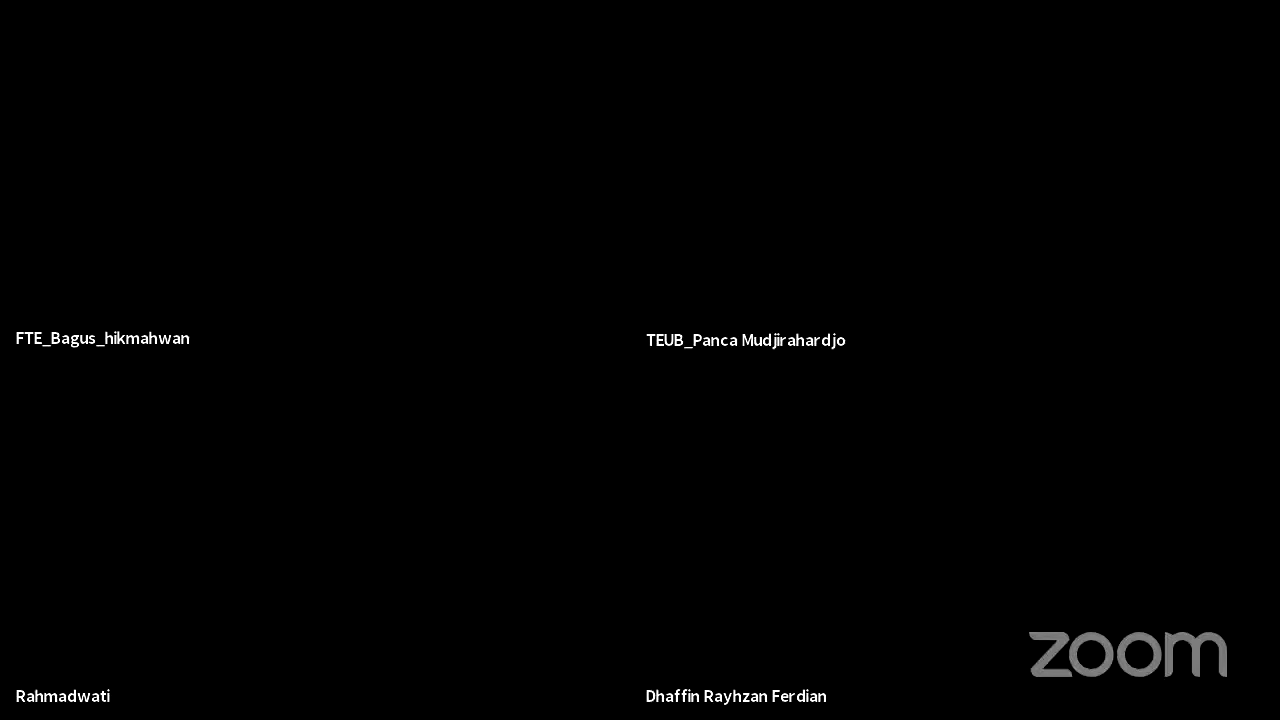 FTE_Bagus_hikmahwan
TEUB_Panca Mudjirahardjo
Rahmadwati
Dhaffin Rayhzan Ferdian
zoom